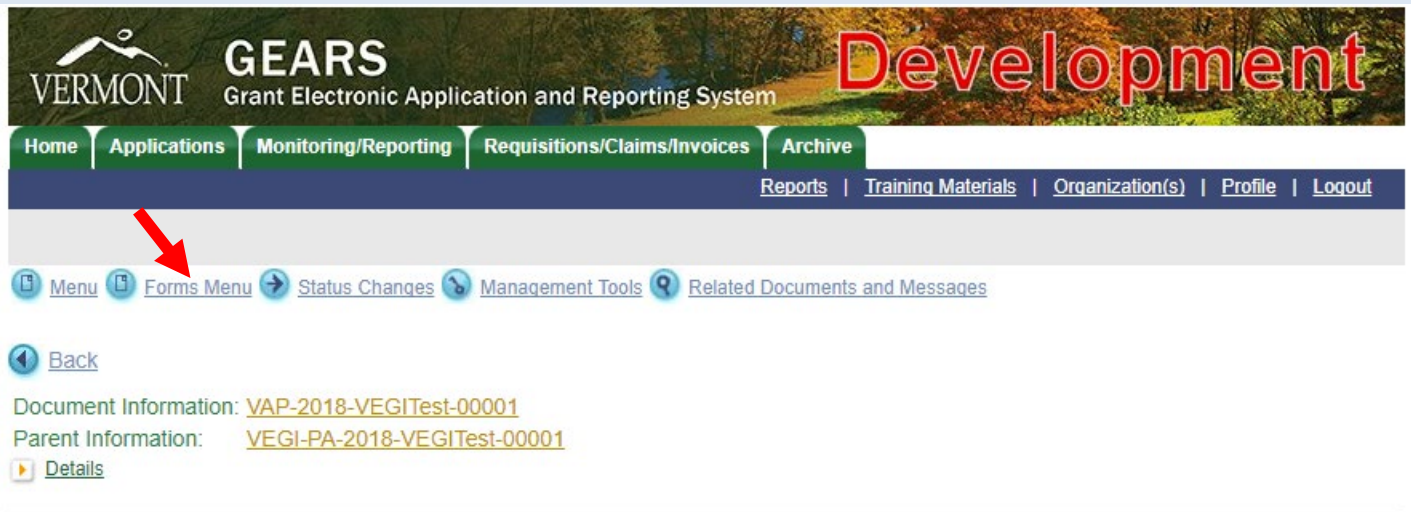 VERMONT
GEARS
Grant Electronic Application and Reporting System
Development
Home Applications Monitoring/Reporting Requisitions/Claims/Invoices Archive
Reports | Training Materials | Organization(s) | Profile | Logout
Menu Forms Menu Status Changes Management Tools Related Documents and Messages
Back
Document Information: VAP-2018-VEGITest-00001
Parent Information: VEGI-PA-2018-VEGITest-00001
Details